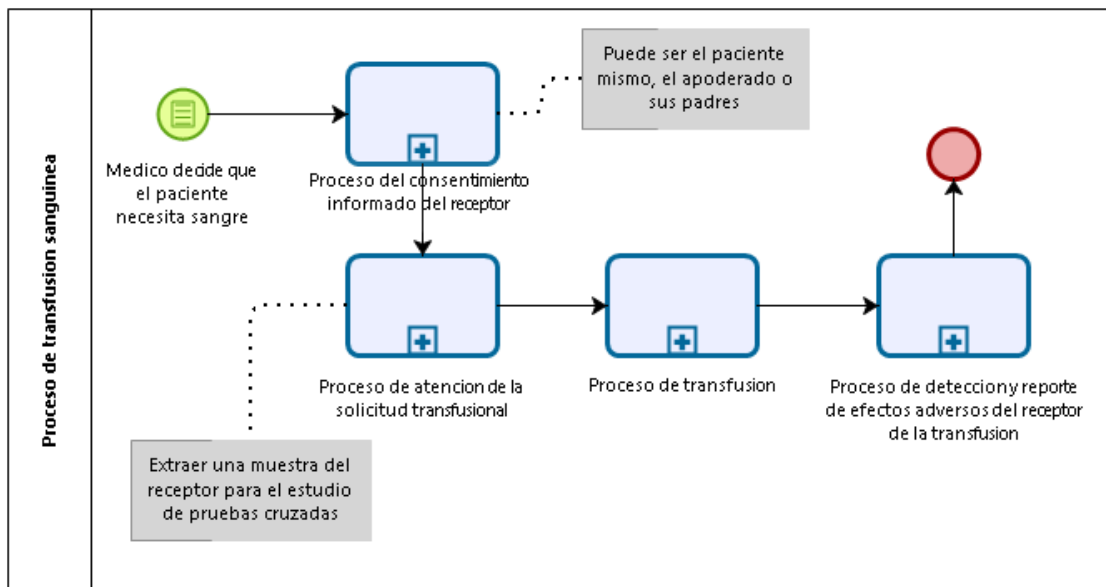 Proceso de transfusion sanguinea
Medico decide que
el paciente
necesita sangre
Proceso del consentimiento
informado del receptor
Puede ser el paciente
mismo, el apoderado o
sus padres
Proceso de atencion de la
solicitud transfusional
Proceso de transfusion
Proceso de deteccion y reporte
de efectos adversos del receptor
de la transfusion
Extraer una muestra del
receptor para el estudio
de pruebas cruzadas